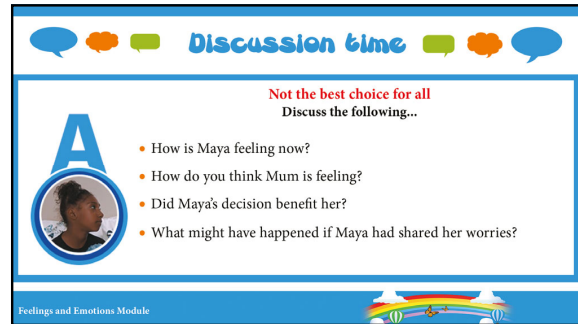 Discussion time
Not the best choice for all
Discuss the following...
A
• How is Maya feeling now?
• How do you think Mum is feeling?
• Did Maya's decision benefit her?
• What might have happened if Maya had shared her worries?
Feelings and Emotions Module